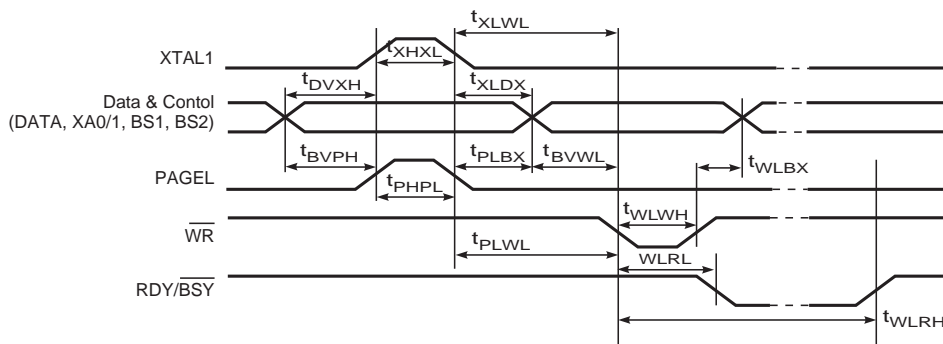 tXLWL
XTAL1
tXHXL
tDVXH
tXLDX
Data & Contol
(DATA, XA0/1, BS1, BS2)
tBVPH
tPLBX
tBVWL
tWLBX
PAGEL
tPHPL
tWLWH
WR
tPLWL
WLRL
RDY/BSY
tWLRH